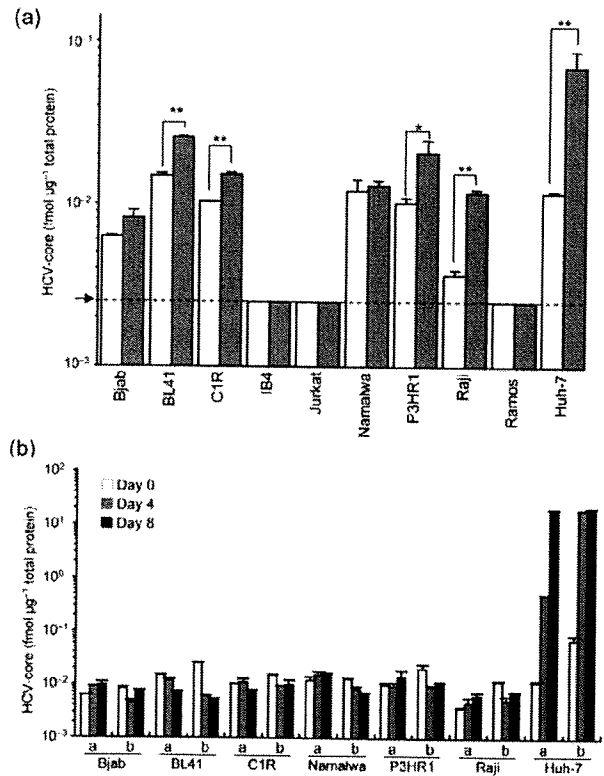 (a)
10⁻¹
10⁻²
10⁻³
HCV-core (fmol μg⁻¹ total protein)
**
**
*
**
**
Bjab
BL41
C1R
IB4
Jurkat
Namalwa
P3HR1
Raji
Ramos
Huh-7
(b)
10²
10¹
10⁰
10⁻¹
10⁻²
10⁻³
HCV-core (fmol μg⁻¹ total protein)
Day 0
Day 4
Day 8
a b a b a b a b a b a b a b
Bjab BL41 C1R Namalwa P3HR1 Raji Huh-7